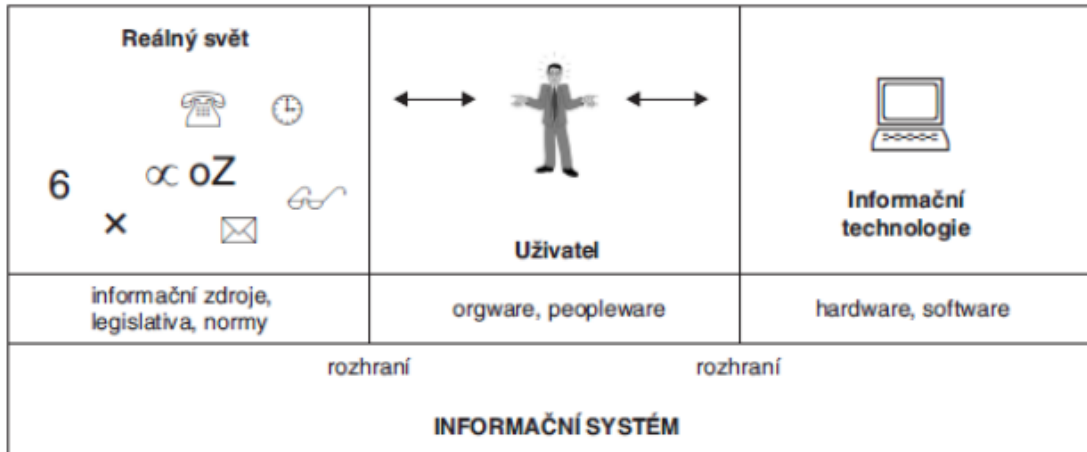 Reálný svět
6
∝ oZ
×
Uživatel
Informační
technologie
informační zdroje,
legislativa, normy
orgware, peopleware
hardware, software
rozhraní
rozhraní
INFORMAČNÍ SYSTÉM